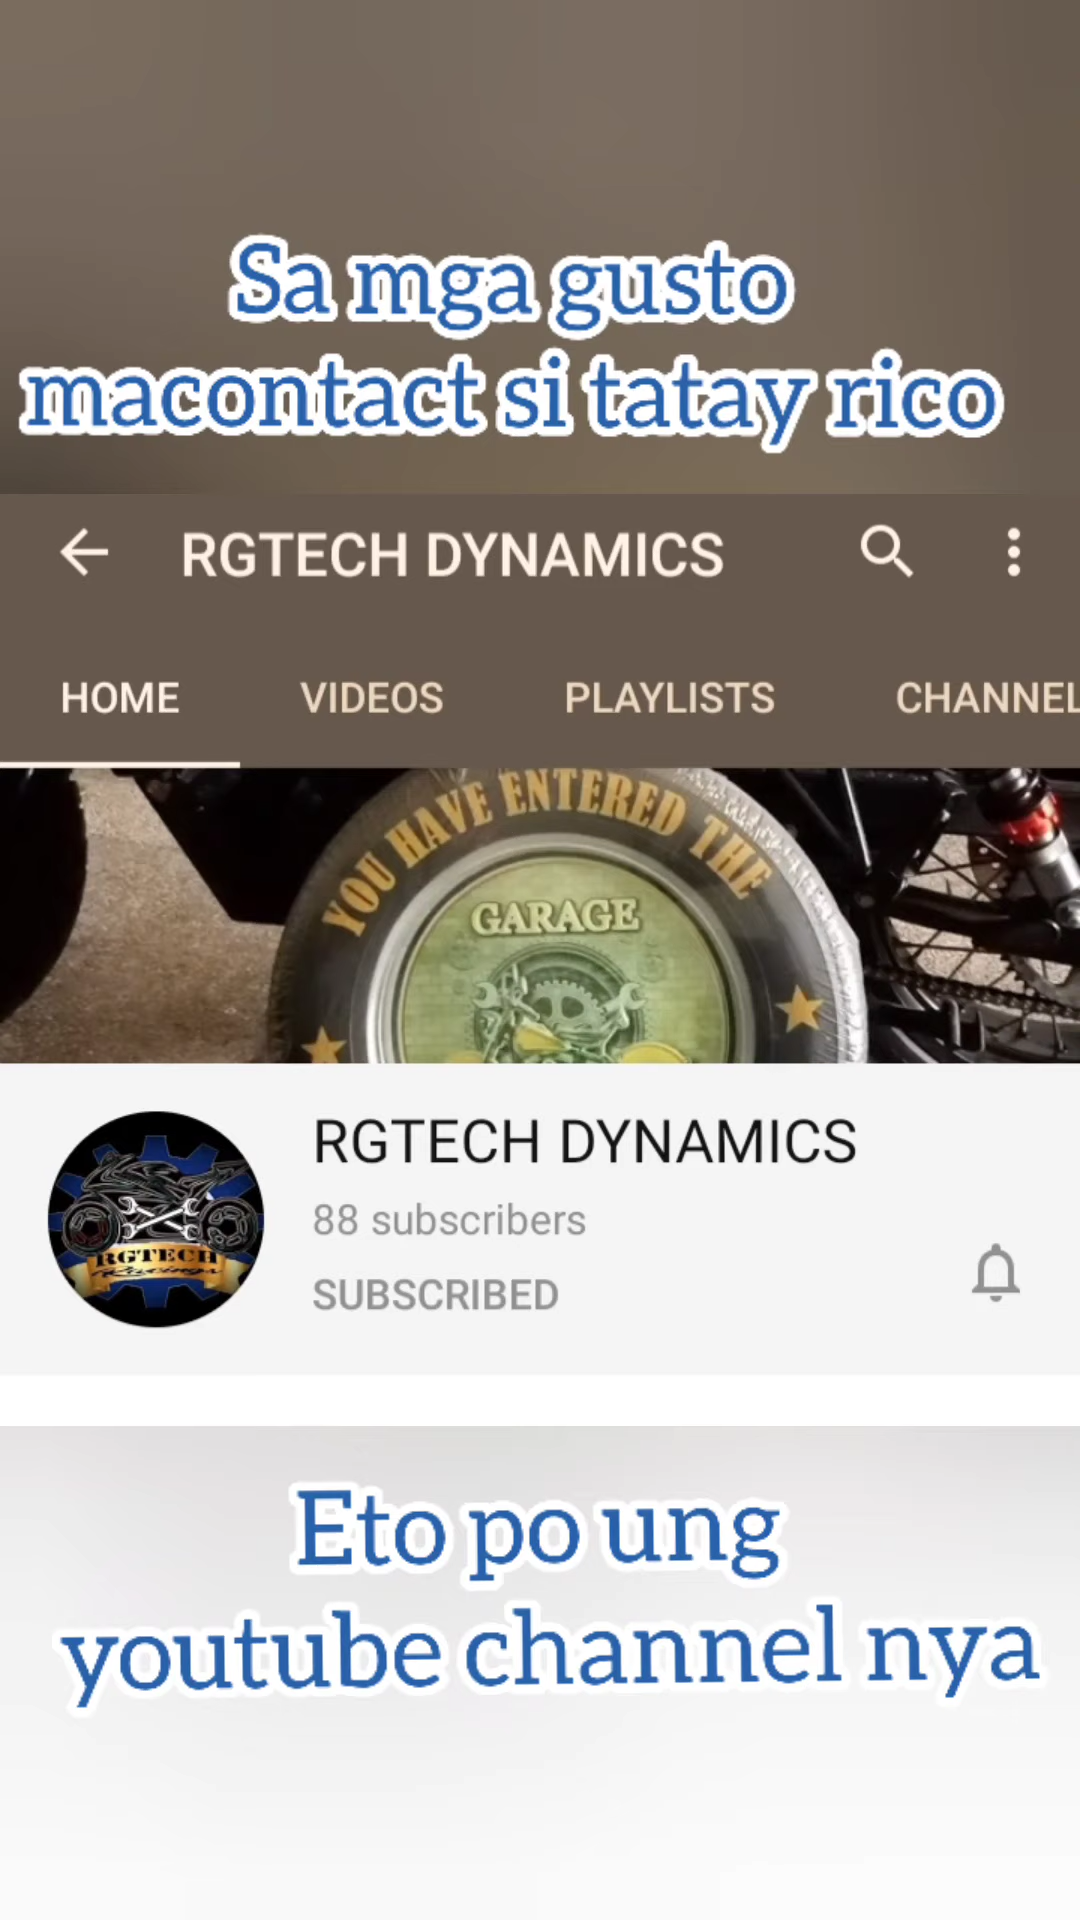 Sa mga gusto
macontact si tatay rico
RGTECH DYNAMICS
HOME VIDEOS PLAYLISTS CHANNEL
YOU HAVE ENTERED THE
GARAGE
RGTECH DYNAMICS
88 subscribers
SUBSCRIBED
RGTECH
Racings
Eto po ung
youtube channel nya